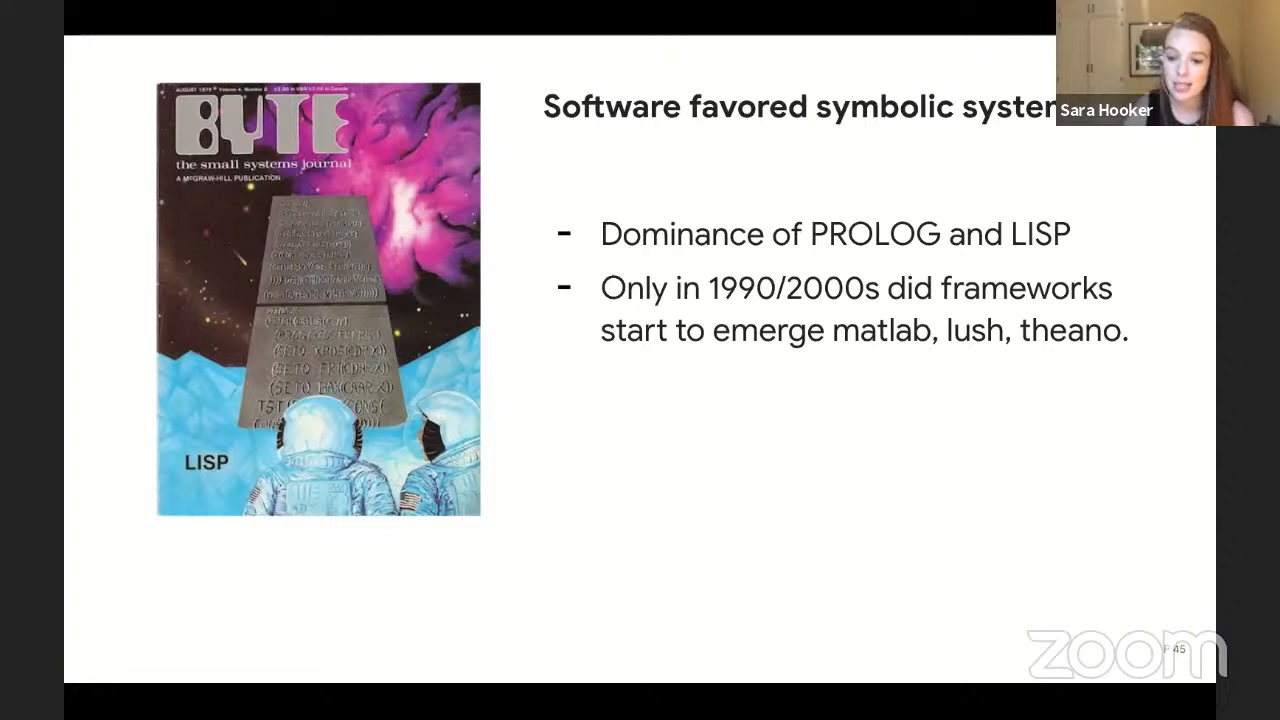 AUGUST 1979 Volume 4, Number 8
BYTE
the small systems journal
A McGRAW-HILL PUBLICATION
LISP
Software favored symbolic
Sara Hooker
- Dominance of PROLOG and LISP
- Only in 1990/2000s did frameworks
start to emerge matlab, lush, theano.
zoom
P 45